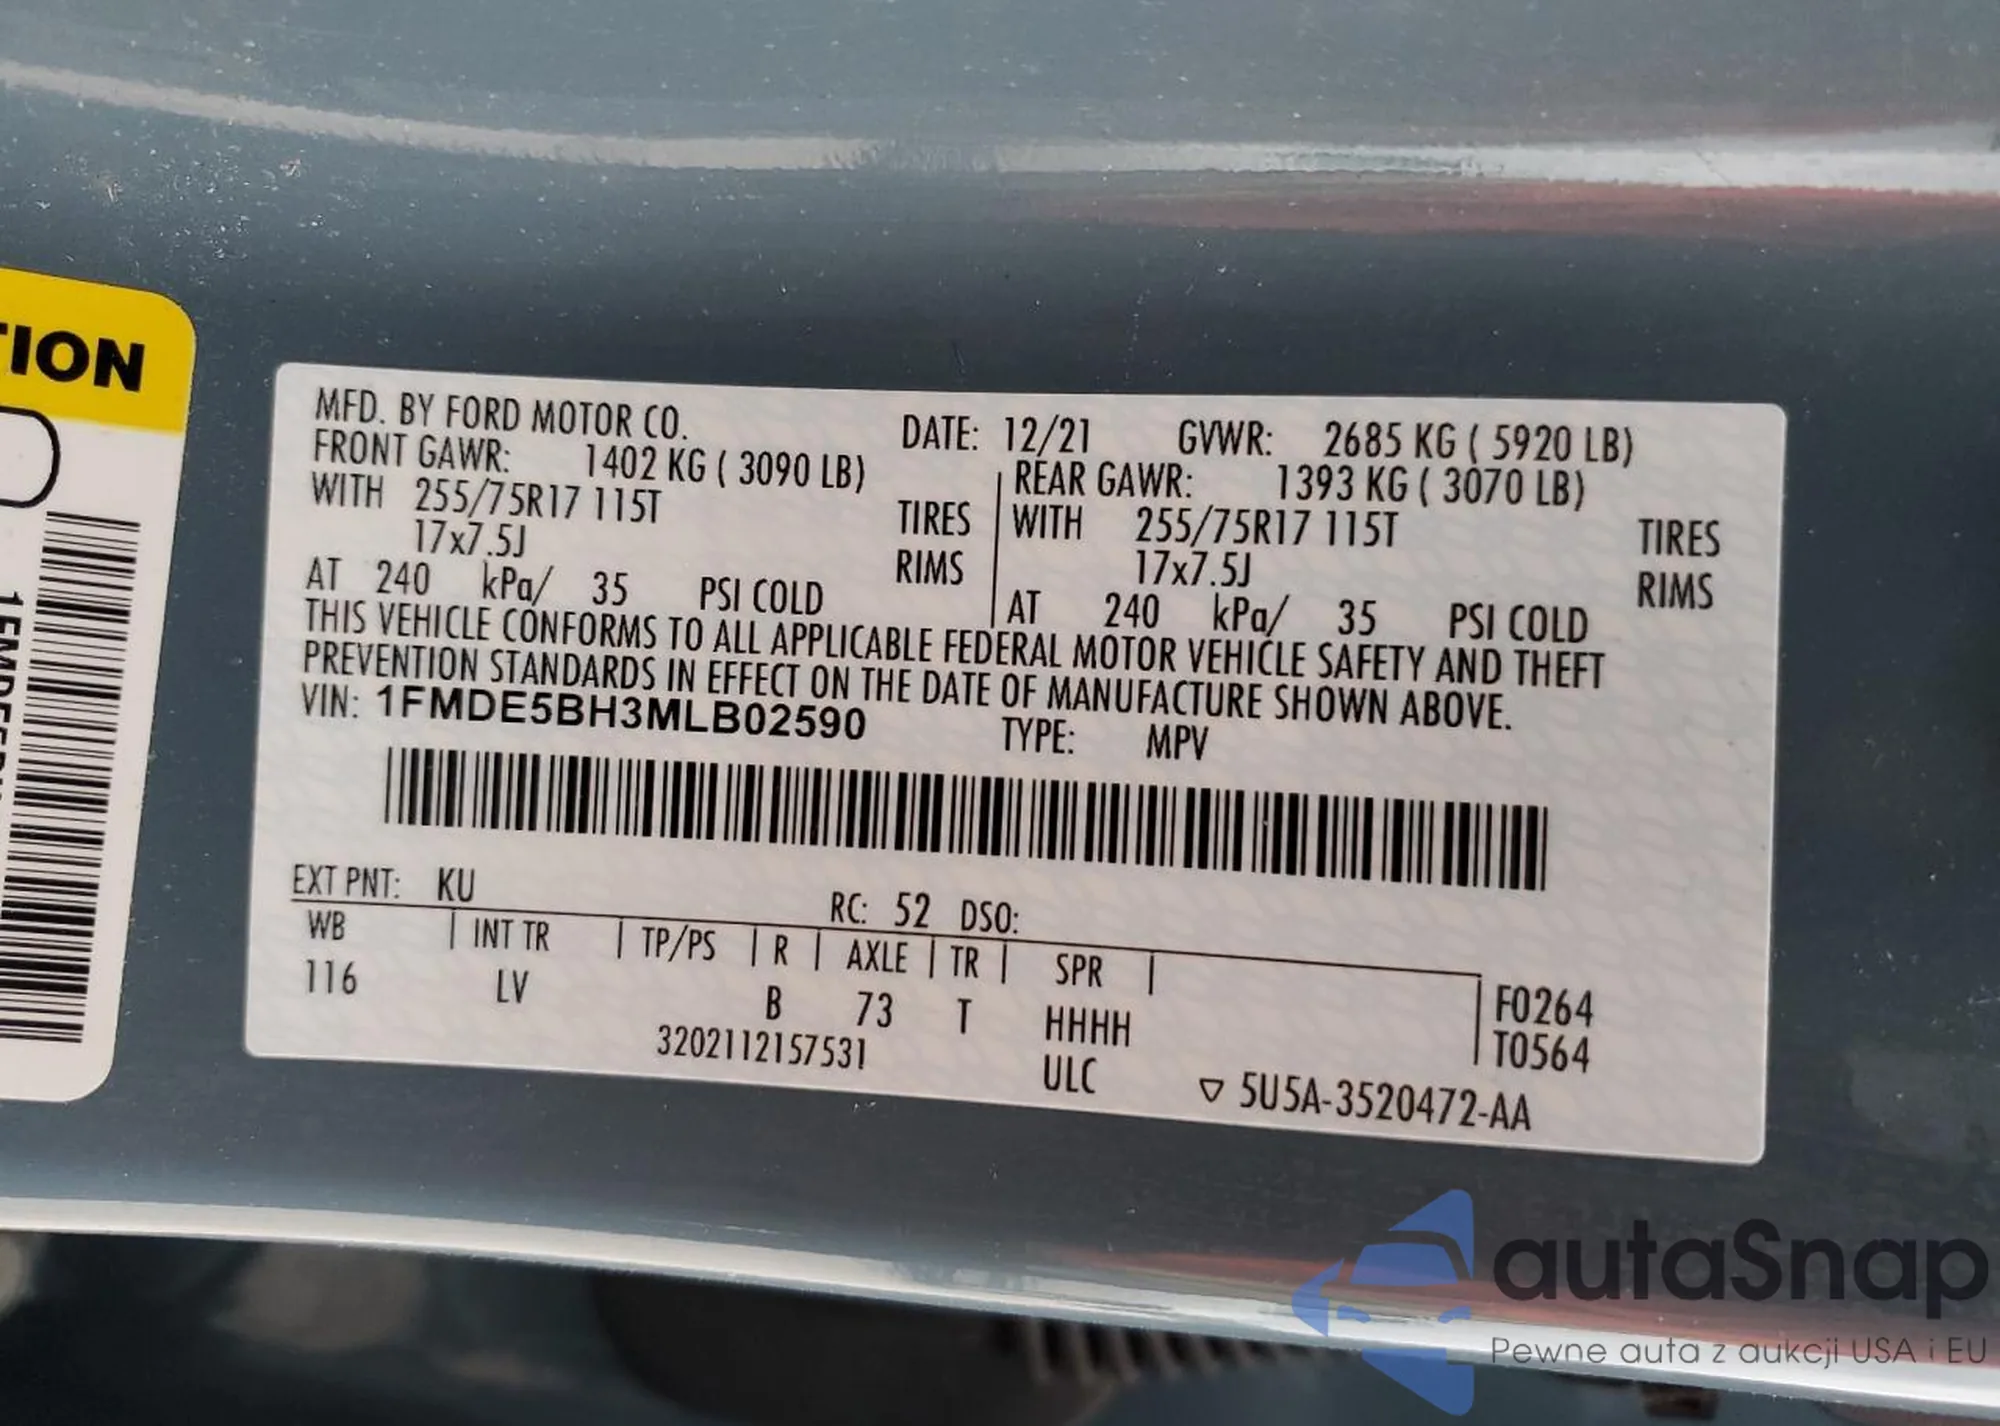 TION
MFD. BY FORD MOTOR CO. DATE: 12/21 GVWR: 2685 KG ( 5920 LB)
FRONT GAWR: 1402 KG ( 3090 LB) REAR GAWR: 1393 KG ( 3070 LB)
WITH 255/75R17 115T TIRES WITH 255/75R17 115T TIRES
17x7.5J RIMS 17x7.5J RIMS
AT 240 kPa/ 35 PSI COLD AT 240 kPa/ 35 PSI COLD
THIS VEHICLE CONFORMS TO ALL APPLICABLE FEDERAL MOTOR VEHICLE SAFETY AND THEFT
PREVENTION STANDARDS IN EFFECT ON THE DATE OF MANUFACTURE SHOWN ABOVE.
VIN: 1FMDE5BH3MLB02590 TYPE: MPV
EXT PNT: KU RC: 52 DSO:
WB | INT TR | TP/PS | R | AXLE | TR | SPR |
116 LV B 73 T HHHH F0264
3202112157531 ULC T0564
▽ 5U5A-3520472-AA
autaSnap
Pewne auta z aukcji USA i EU